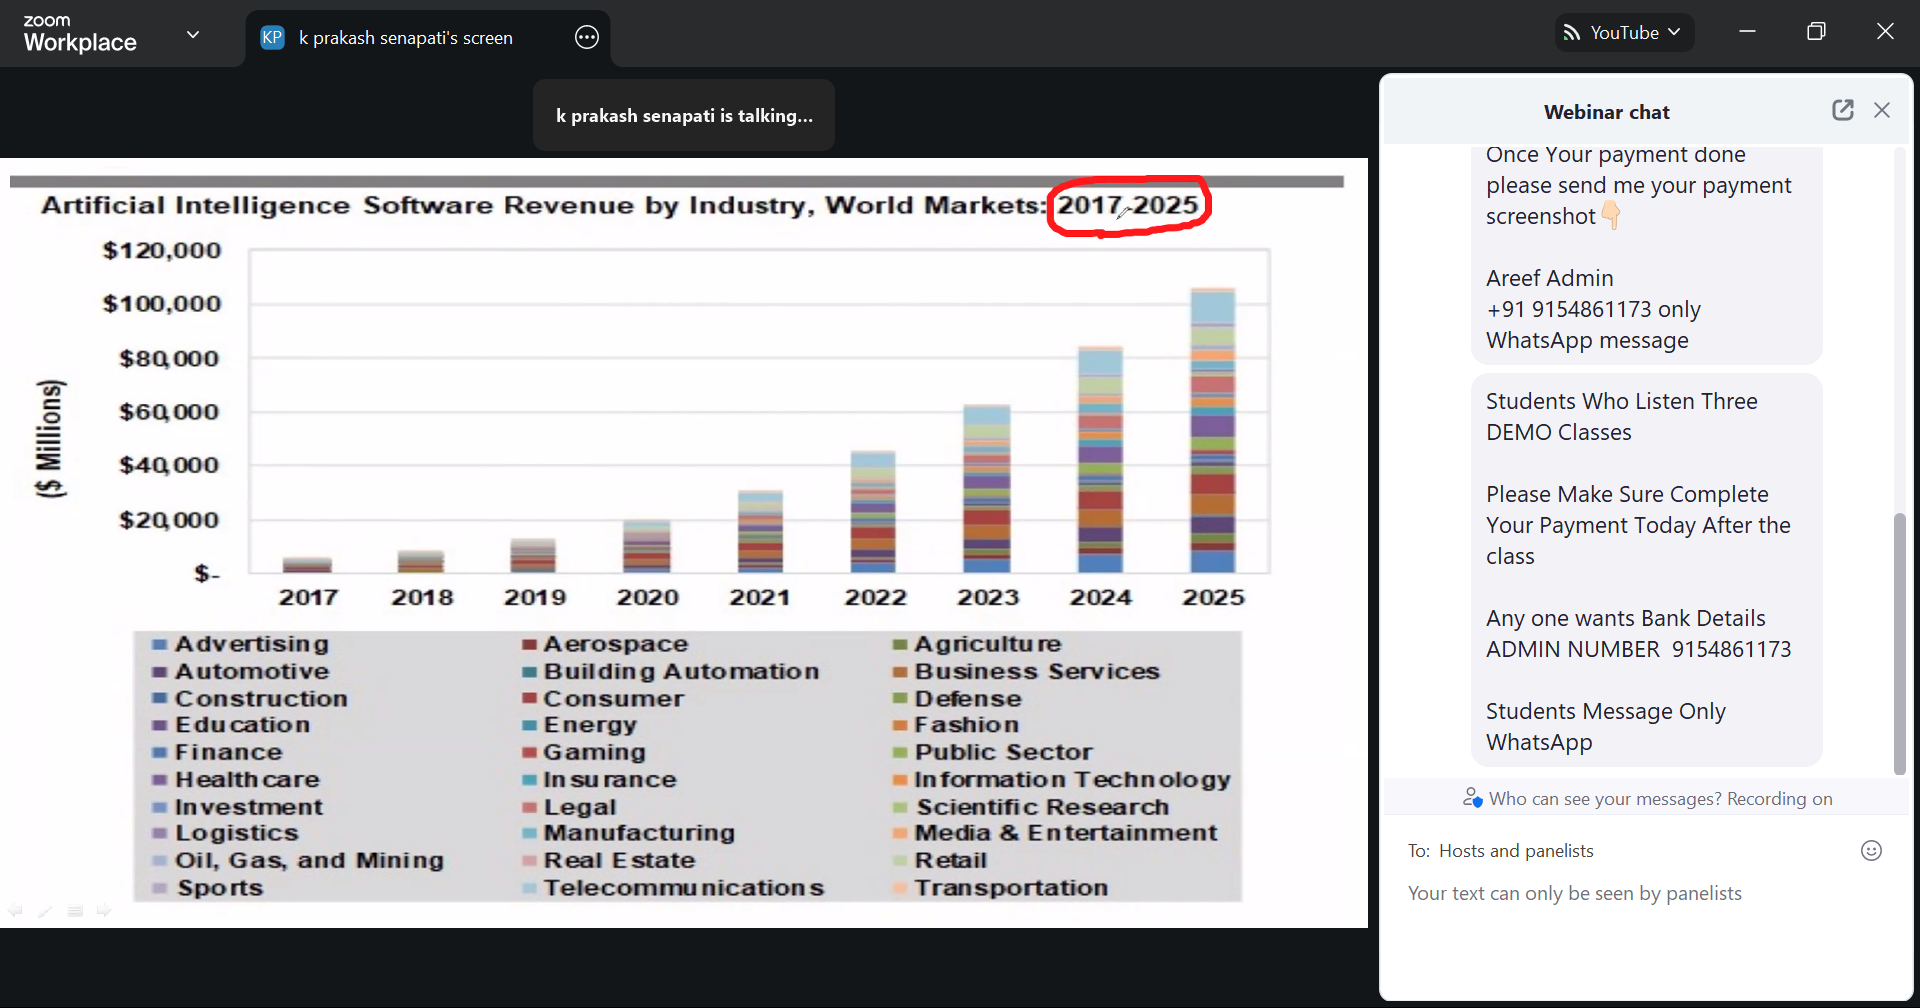 zoom
Workplace
KP
k prakash senapati's screen
YouTube
k prakash senapati is talking...
Artificial Intelligence Software Revenue by Industry, World Markets: 2017-2025
($ Millions)
$120,000
$100,000
$80,000
$60,000
$40,000
$20,000
$-
2017 2018 2019 2020 2021 2022 2023 2024 2025
Advertising Aerospace Agriculture
Automotive Building Automation Business Services
Construction Consumer Defense
Education Energy Fashion
Finance Gaming Public Sector
Healthcare Insurance Information Technology
Investment Legal Scientific Research
Logistics Manufacturing Media & Entertainment
Oil, Gas, and Mining Real Estate Retail
Sports Telecommunications Transportation
Webinar chat
Once Your payment done
please send me your payment
screenshot👇🏻
Areef Admin
+91 9154861173 only
WhatsApp message
Students Who Listen Three
DEMO Classes
Please Make Sure Complete
Your Payment Today After the
class
Any one wants Bank Details
ADMIN NUMBER 9154861173
Students Message Only
WhatsApp
Who can see your messages? Recording on
To: Hosts and panelists
Your text can only be seen by panelists